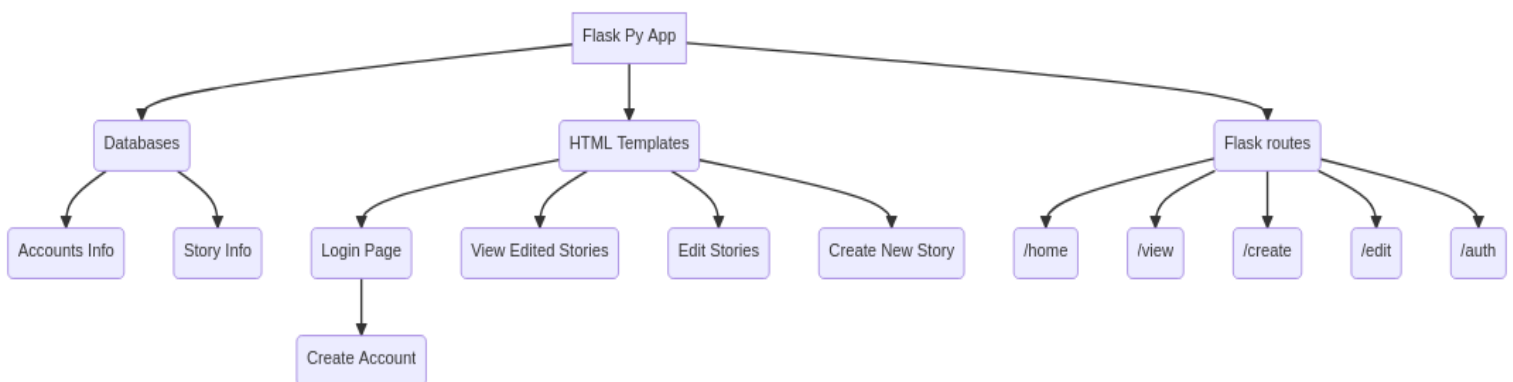 Flask Py App
Databases
HTML Templates
Flask routes
Accounts Info
Story Info
Login Page
View Edited Stories
Edit Stories
Create New Story
/home
/view
/create
/edit
/auth
Create Account